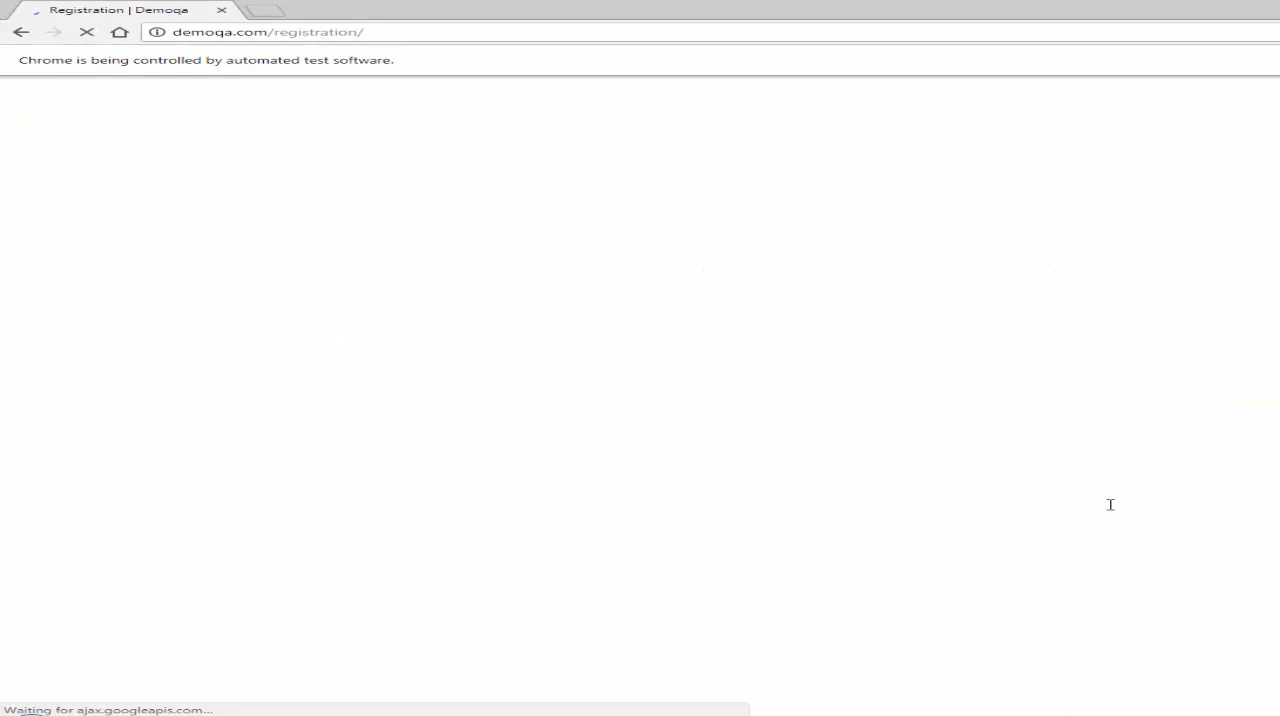 Registration | Demoqa
demoqa.com/registration/
Chrome is being controlled by automated test software.
Waiting for ajax.googleapis.com...